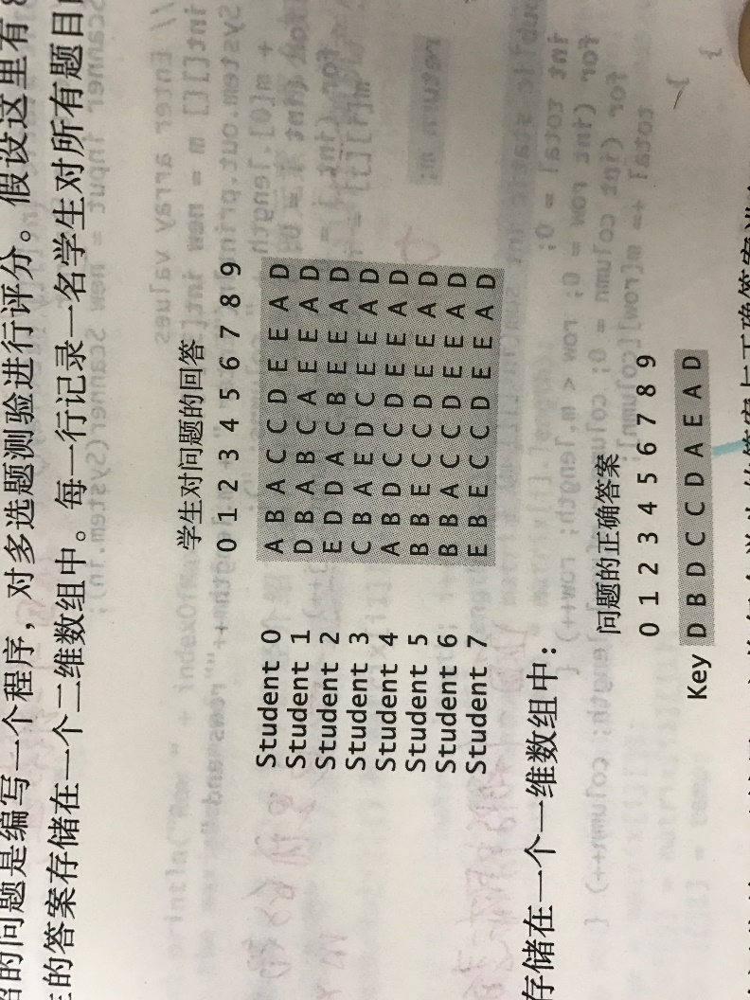 的问题是编写一个程序，对多选题测验进行评分。假设这里有
的答案存储在一个二维数组中。每一行记录一名学生对所有题目
学生对问题的回答
0 1 2 3 4 5 6 7 8 9
Student 0 A B A C C D E E A D
Student 1 D B A B C A E E A D
Student 2 E D D A C B E E A D
Student 3 C B A E D C E E A D
Student 4 A B D C C D E E A D
Student 5 B B E C C D E E A D
Student 6 B B A C C D E E A D
Student 7 E B E C C D E E A D
存储在一个一维数组中：
问题的正确答案
0 1 2 3 4 5 6 7 8 9
Key D B D C C D A E A D